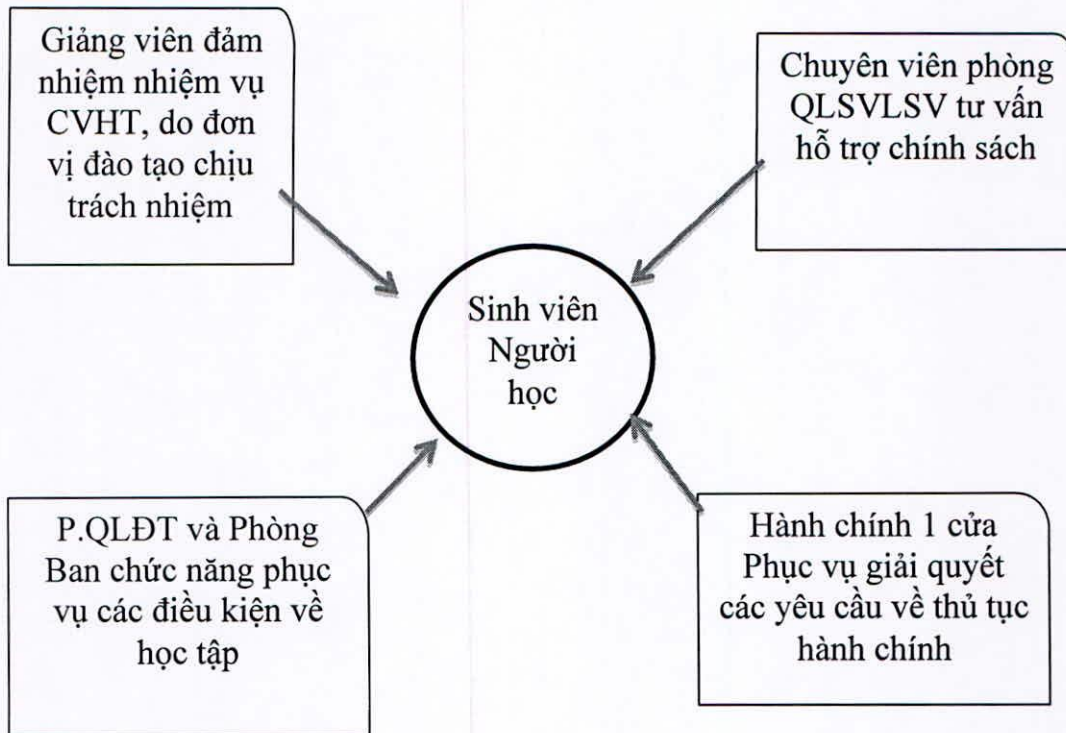 Giảng viên đảm
nhiệm nhiệm vụ
CVHT, do đơn
vị đào tạo chịu
trách nhiệm
Chuyên viên phòng
QLSVLSV tư vấn
hỗ trợ chính sách
Sinh viên
Người
học
P.QLĐT và Phòng
Ban chức năng phục
vụ các điều kiện về
học tập
Hành chính 1 cửa
Phục vụ giải quyết
các yêu cầu về thủ tục
hành chính